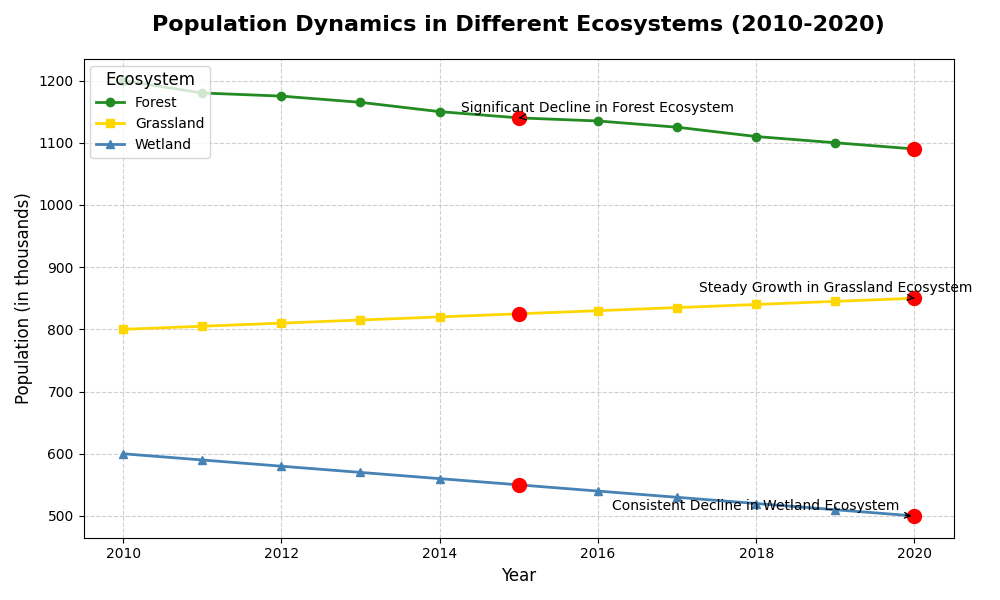 Population Dynamics in Different Ecosystems (2010-2020)
Ecosystem
Forest
Grassland
Wetland
Significant Decline in Forest Ecosystem
Steady Growth in Grassland Ecosystem
Consistent Decline in Wetland Ecosystem
Population (in thousands)
1200
1100
1000
900
800
700
600
500
2010
2012
2014
2016
2018
2020
Year